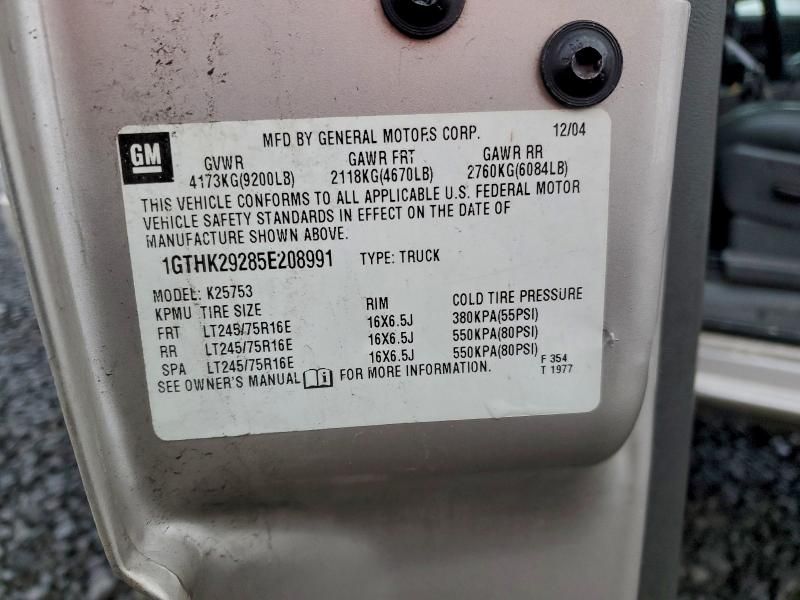 GM
MFD BY GENERAL MOTORS CORP. 12/04
GVWR GAWR FRT GAWR RR
4173KG(9200LB) 2118KG(4670LB) 2760KG(6084LB)
THIS VEHICLE CONFORMS TO ALL APPLICABLE U.S. FEDERAL MOTOR
VEHICLE SAFETY STANDARDS IN EFFECT ON THE DATE OF
MANUFACTURE SHOWN ABOVE.
1GTHK29285E208991 TYPE: TRUCK
MODEL: K25753
KPMU TIRE SIZE RIM COLD TIRE PRESSURE
FRT LT245/75R16E 16X6.5J 380KPA(55PSI)
RR LT245/75R16E 16X6.5J 550KPA(80PSI)
SPA LT245/75R16E 16X6.5J 550KPA(80PSI)
SEE OWNER'S MANUAL i FOR MORE INFORMATION.
F 354
T 1977